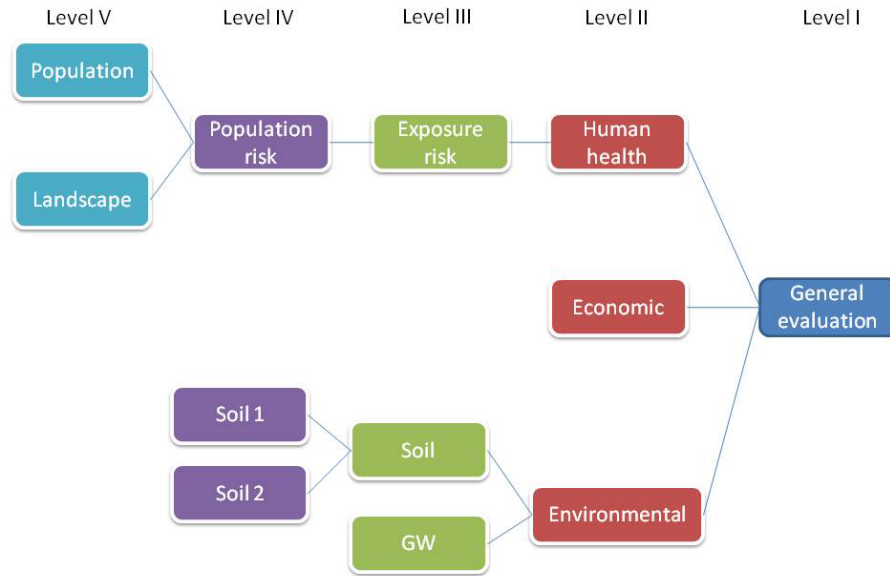 Level V
Level IV
Level III
Level II
Level I
Population
Population
risk
Exposure
risk
Human
health
Landscape
Economic
General
evaluation
Soil 1
Soil
Soil 2
Environmental
GW